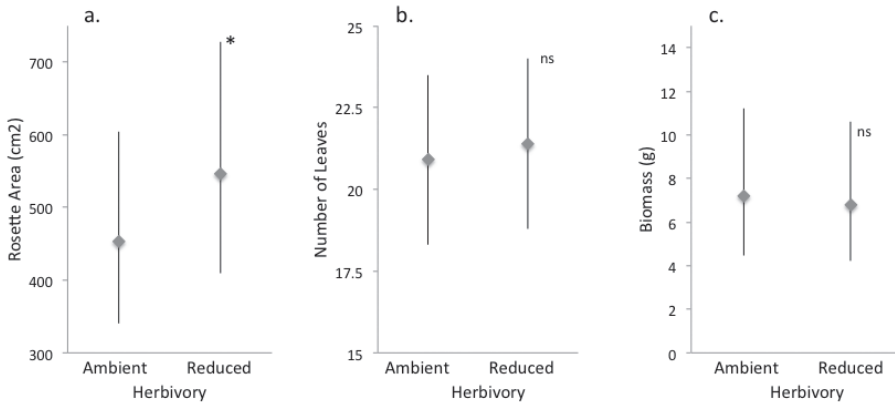 a.
Rosette Area (cm2)
700
600
500
400
300
*
Ambient
Reduced
Herbivory
b.
Number of Leaves
25
22.5
20
17.5
15
ns
Ambient
Reduced
Herbivory
c.
Biomass (g)
14
12
10
8
6
4
2
0
ns
Ambient
Reduced
Herbivory